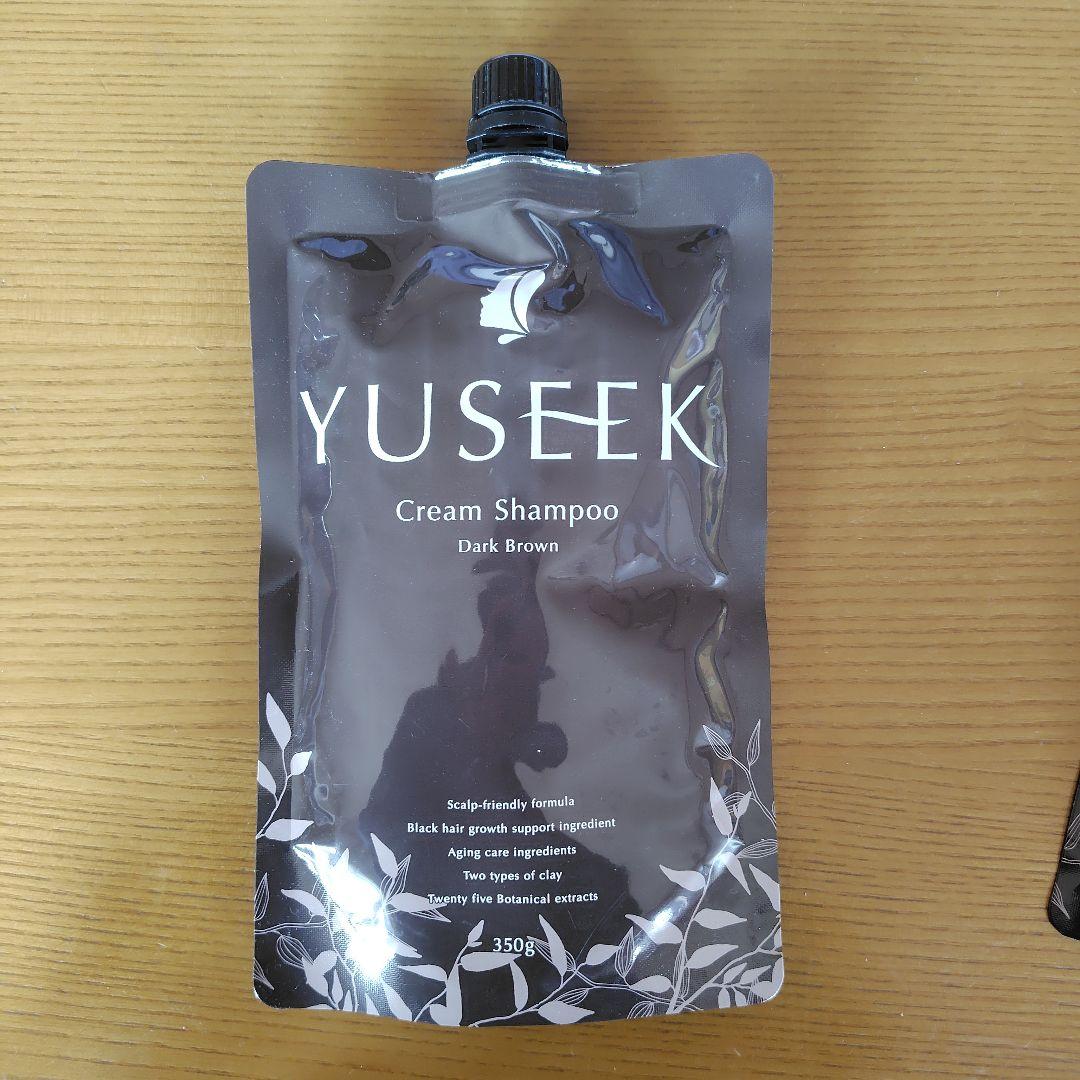 YUSEEK
Cream Shampoo
Dark Brown
Scalp-friendly formula
Black hair growth support ingredient
Aging care ingredients
Two types of clay
Twenty five Botanical extracts
350g